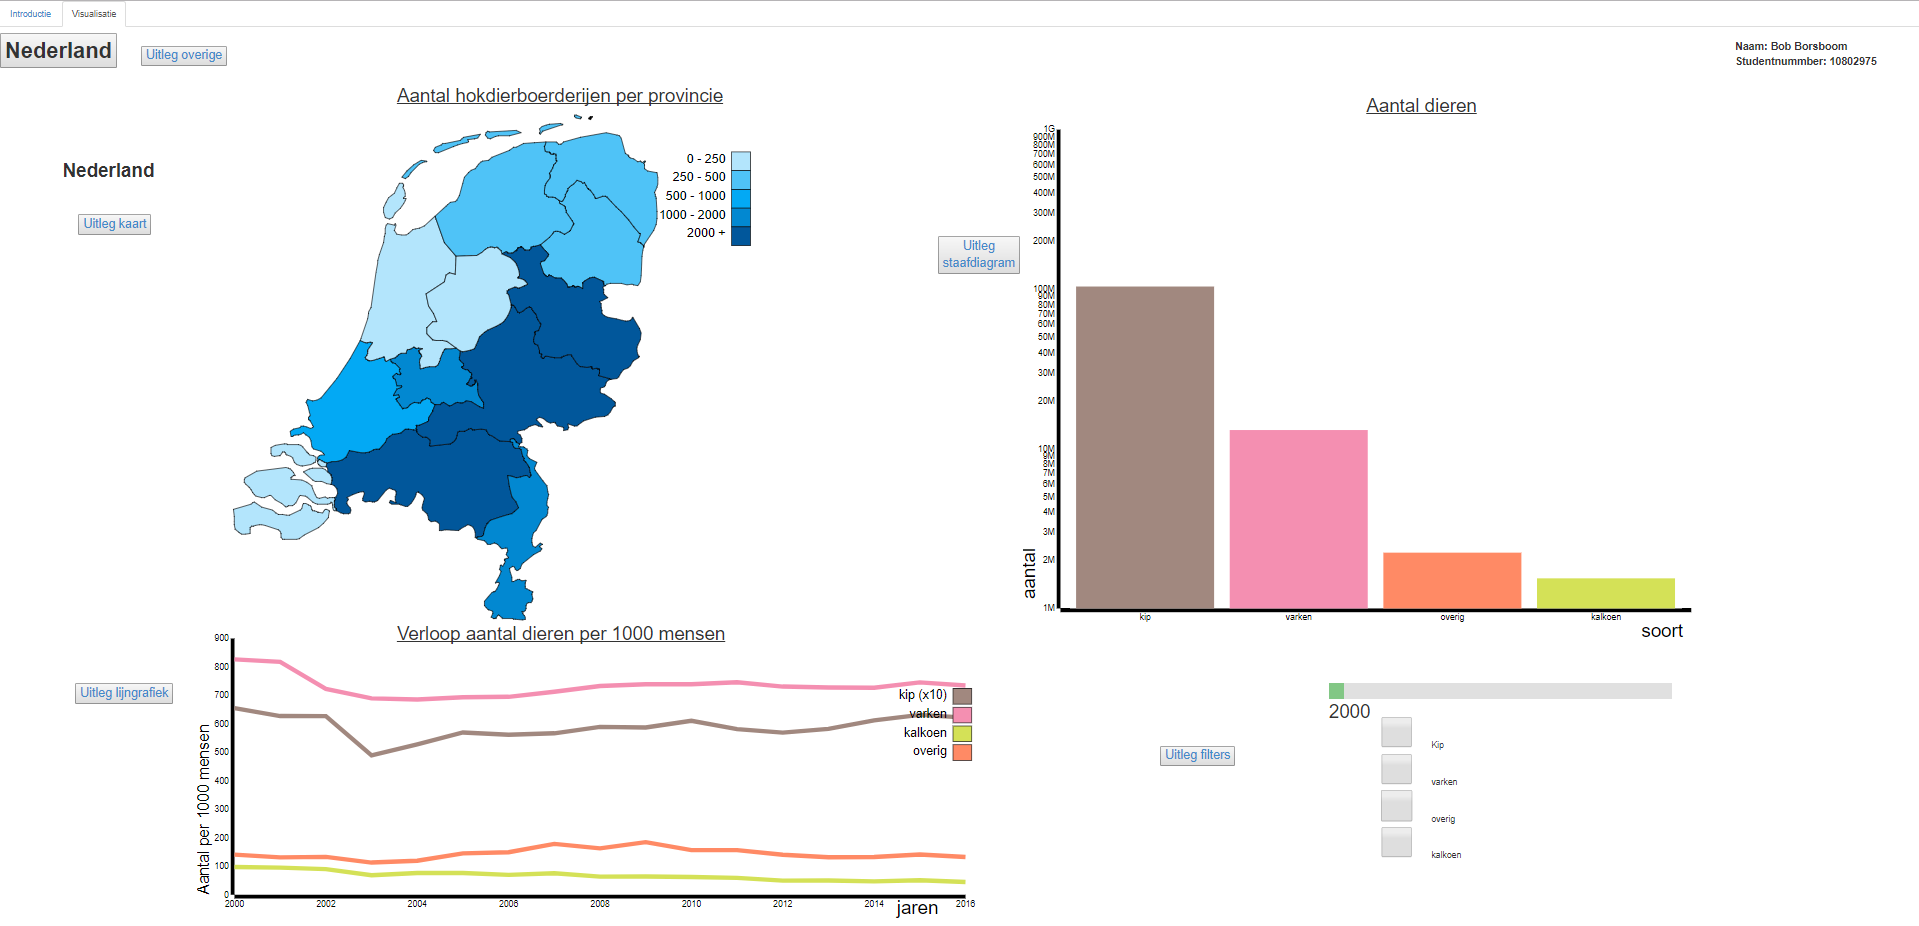 Introductie
Visualisatie
Nederland
Uitleg overige
Naam: Bob Borsboom
Studentnummber: 10802975
Aantal hokdierboerderijen per provincie
Nederland
Uitleg kaart
0 - 250
250 - 500
500 - 1000
1000 - 2000
2000 +
Aantal dieren
Uitleg
staafdiagram
1G
900M
800M
700M
600M
500M
400M
300M
200M
100M
90M
80M
70M
60M
50M
40M
30M
20M
10M
9M
8M
7M
6M
5M
4M
3M
2M
1M
aantal
kip
varken
overig
kalkoen
soort
Verloop aantal dieren per 1000 mensen
Uitleg lijngrafiek
900
800
700
600
500
400
300
200
100
0
Aantal per 1000 mensen
kip (x10)
varken
kalkoen
overig
2000
2002
2004
2006
2008
2010
2012
2014
2016
jaren
2000
Uitleg filters
Kip
varken
overig
kalkoen